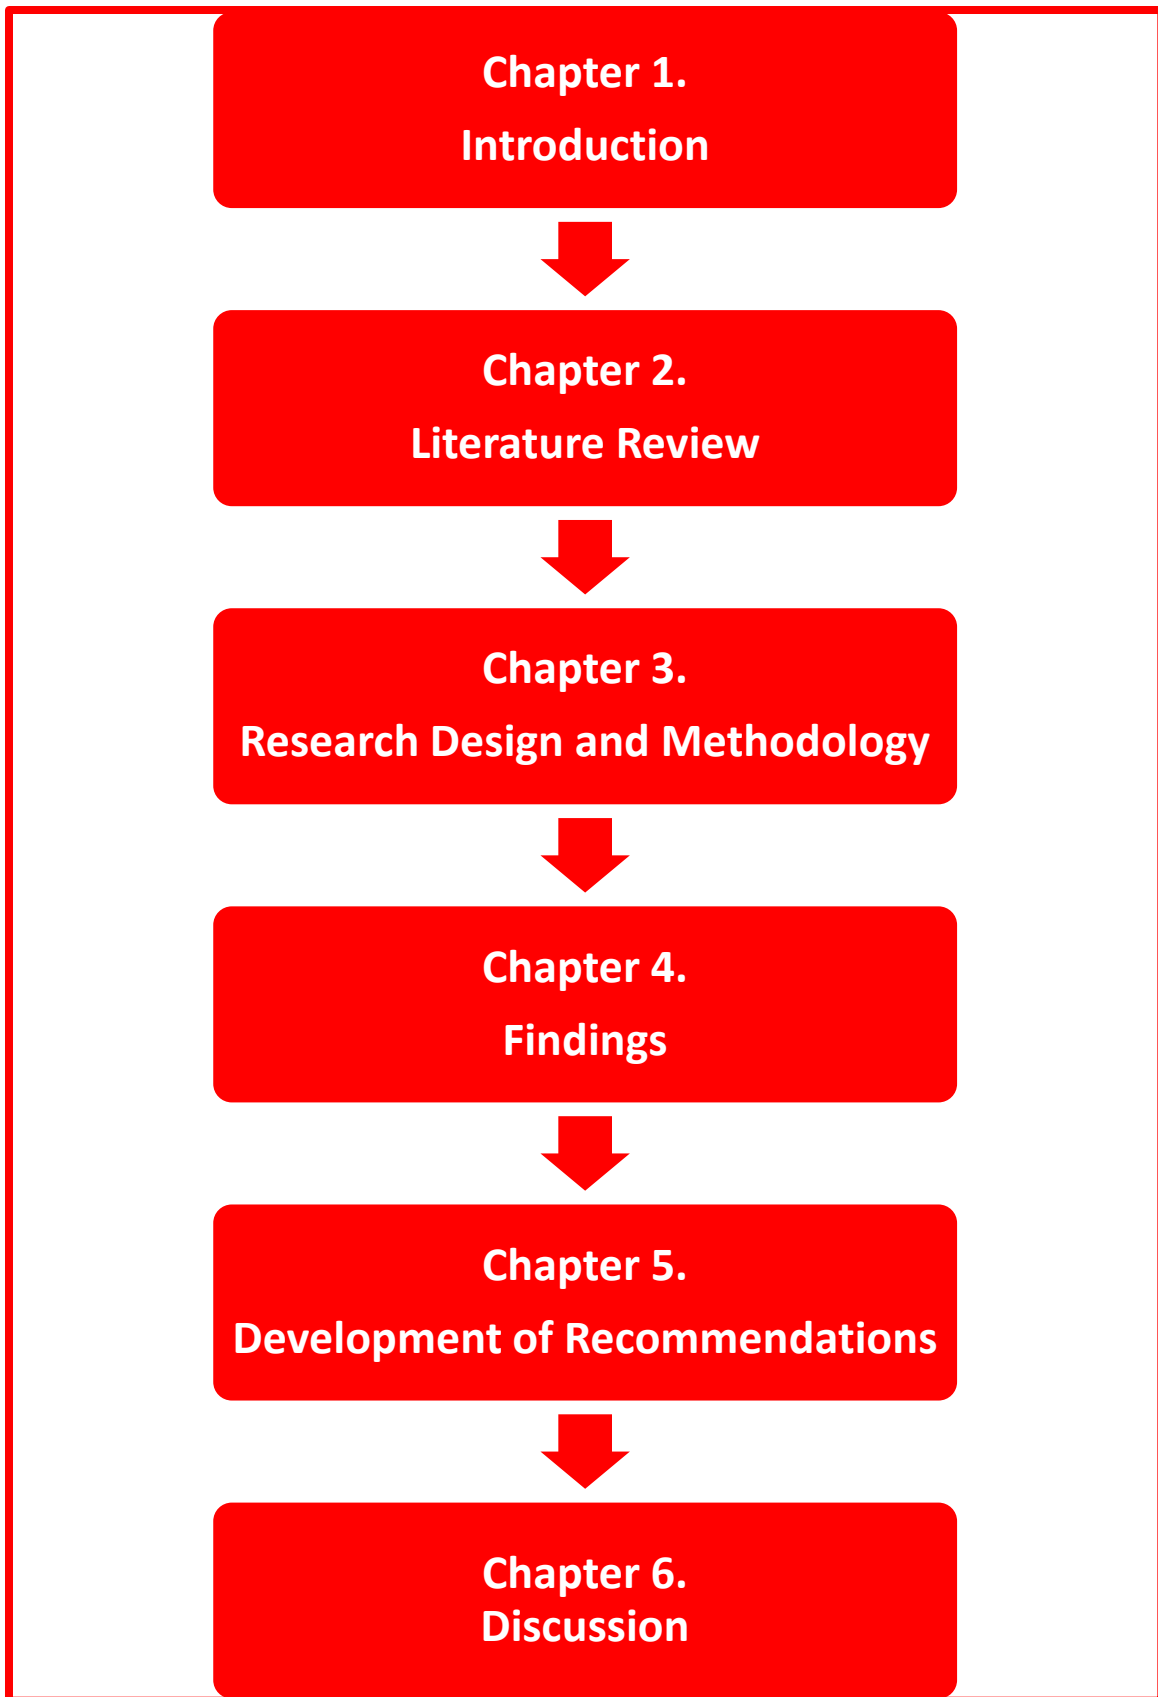 Chapter 1.
Introduction
Chapter 2.
Literature Review
Chapter 3.
Research Design and Methodology
Chapter 4.
Findings
Chapter 5.
Development of Recommendations
Chapter 6.
Discussion